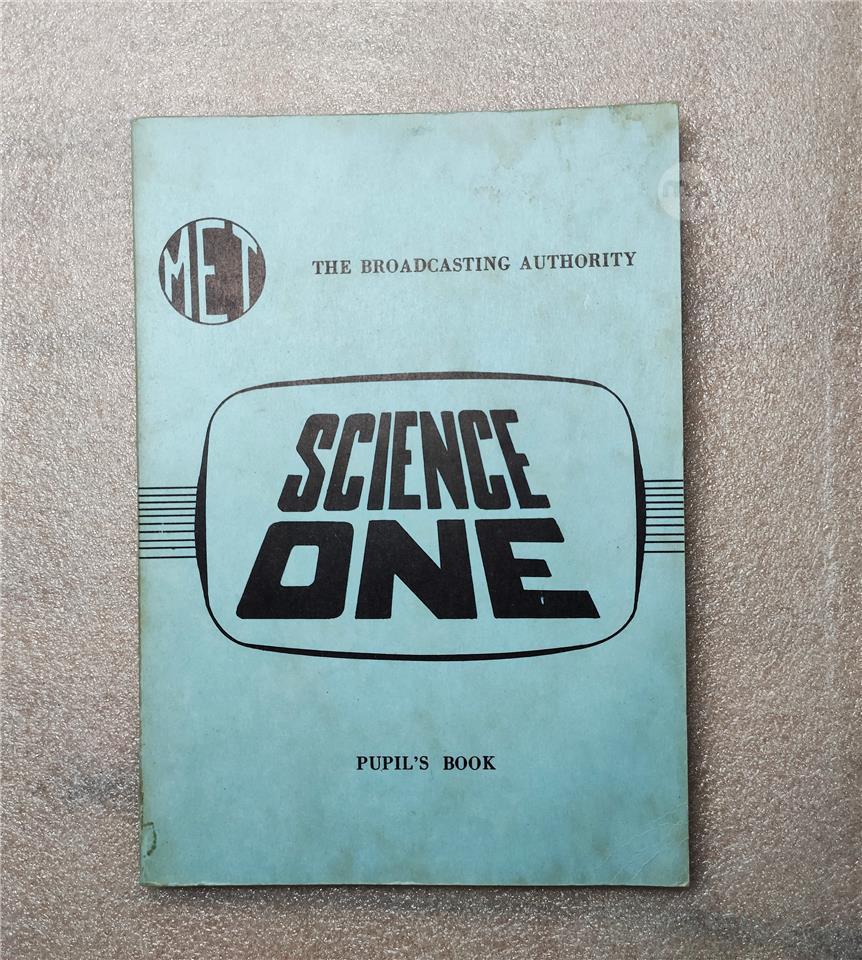 MET
THE BROADCASTING AUTHORITY
SCIENCE
ONE
PUPIL'S BOOK